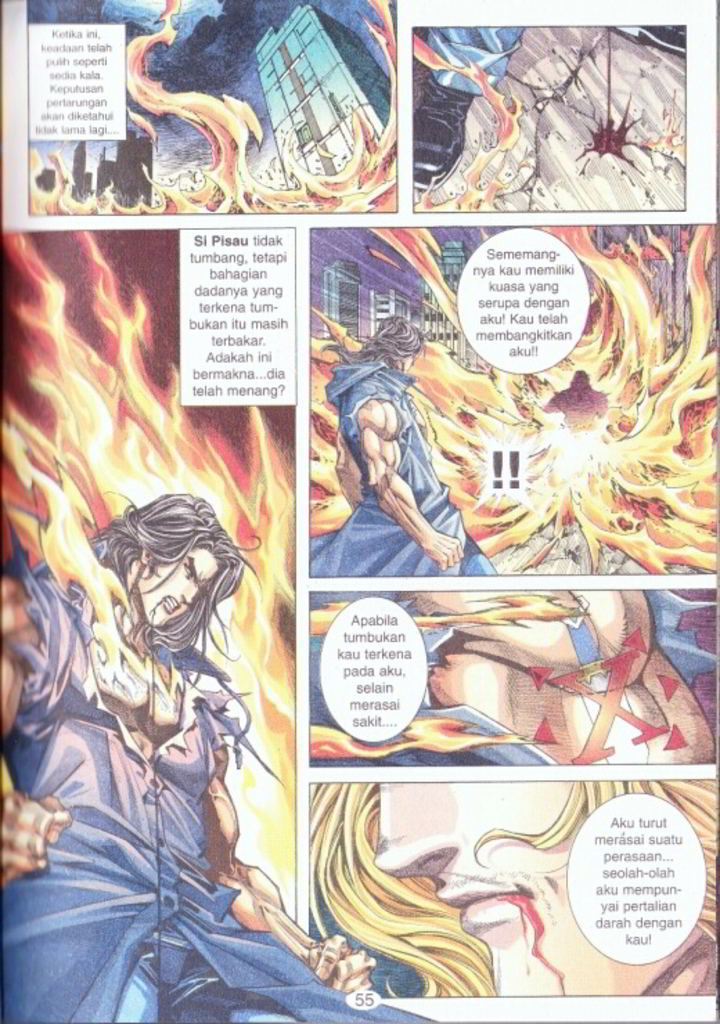 Ketika ini,
keadaan telah
pulih seperti
sedia kala.
Keputusan
pertarungan
akan diketahui
tidak lama lagi....
Si Pisau tidak
tumbang, tetapi
bahagian
dadanya yang
terkena tum-
bukan itu masih
terbakar.
Adakah ini
bermakna...dia
telah menang?
Sememang-
nya kau memiliki
kuasa yang
serupa dengan
aku! Kau telah
membangkitkan
aku!!
!!
Apabila
tumbukan
kau terkena
pada aku,
selain
merasai
sakit....
Aku turut
merasai suatu
perasaan...
seolah-olah
aku mempun-
yai pertalian
darah dengan
kau!
55